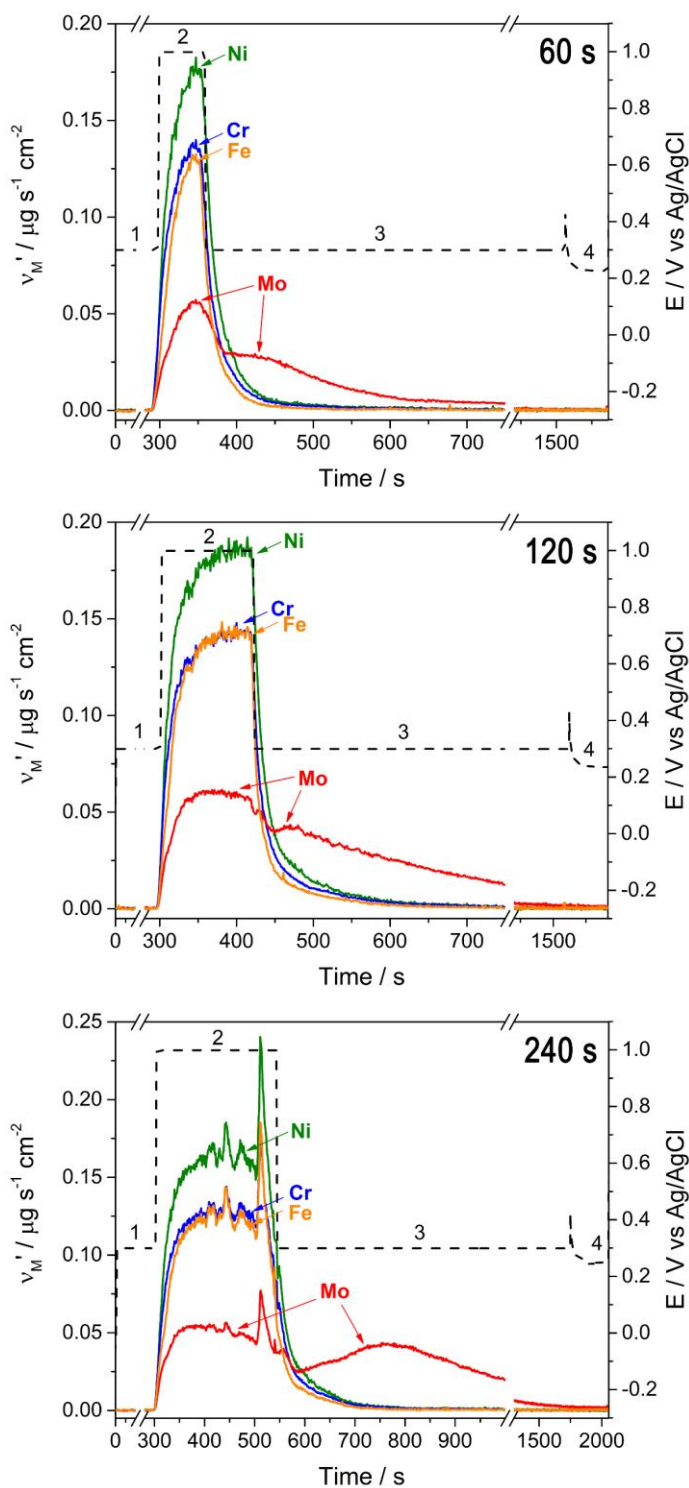 60 s
0.20
0.15
0.10
0.05
0.00
ν_M' / μg s⁻¹ cm⁻²
1.0
0.8
0.6
0.4
0.2
0.0
-0.2
E / V vs Ag/AgCl
1
2
3
4
Ni
Cr
Fe
Mo
0 300 400 500 600 700 1500
Time / s
120 s
0.20
0.15
0.10
0.05
0.00
ν_M' / μg s⁻¹ cm⁻²
1.0
0.8
0.6
0.4
0.2
0.0
-0.2
E / V vs Ag/AgCl
1
2
3
4
Ni
Cr
Fe
Mo
0 300 400 500 600 700 1500
Time / s
240 s
0.25
0.20
0.15
0.10
0.05
0.00
ν_M' / μg s⁻¹ cm⁻²
1.0
0.8
0.6
0.4
0.2
0.0
-0.2
E / V vs Ag/AgCl
1
2
3
4
Ni
Cr
Fe
Mo
0 300 400 500 600 700 800 900 1500 2000
Time / s